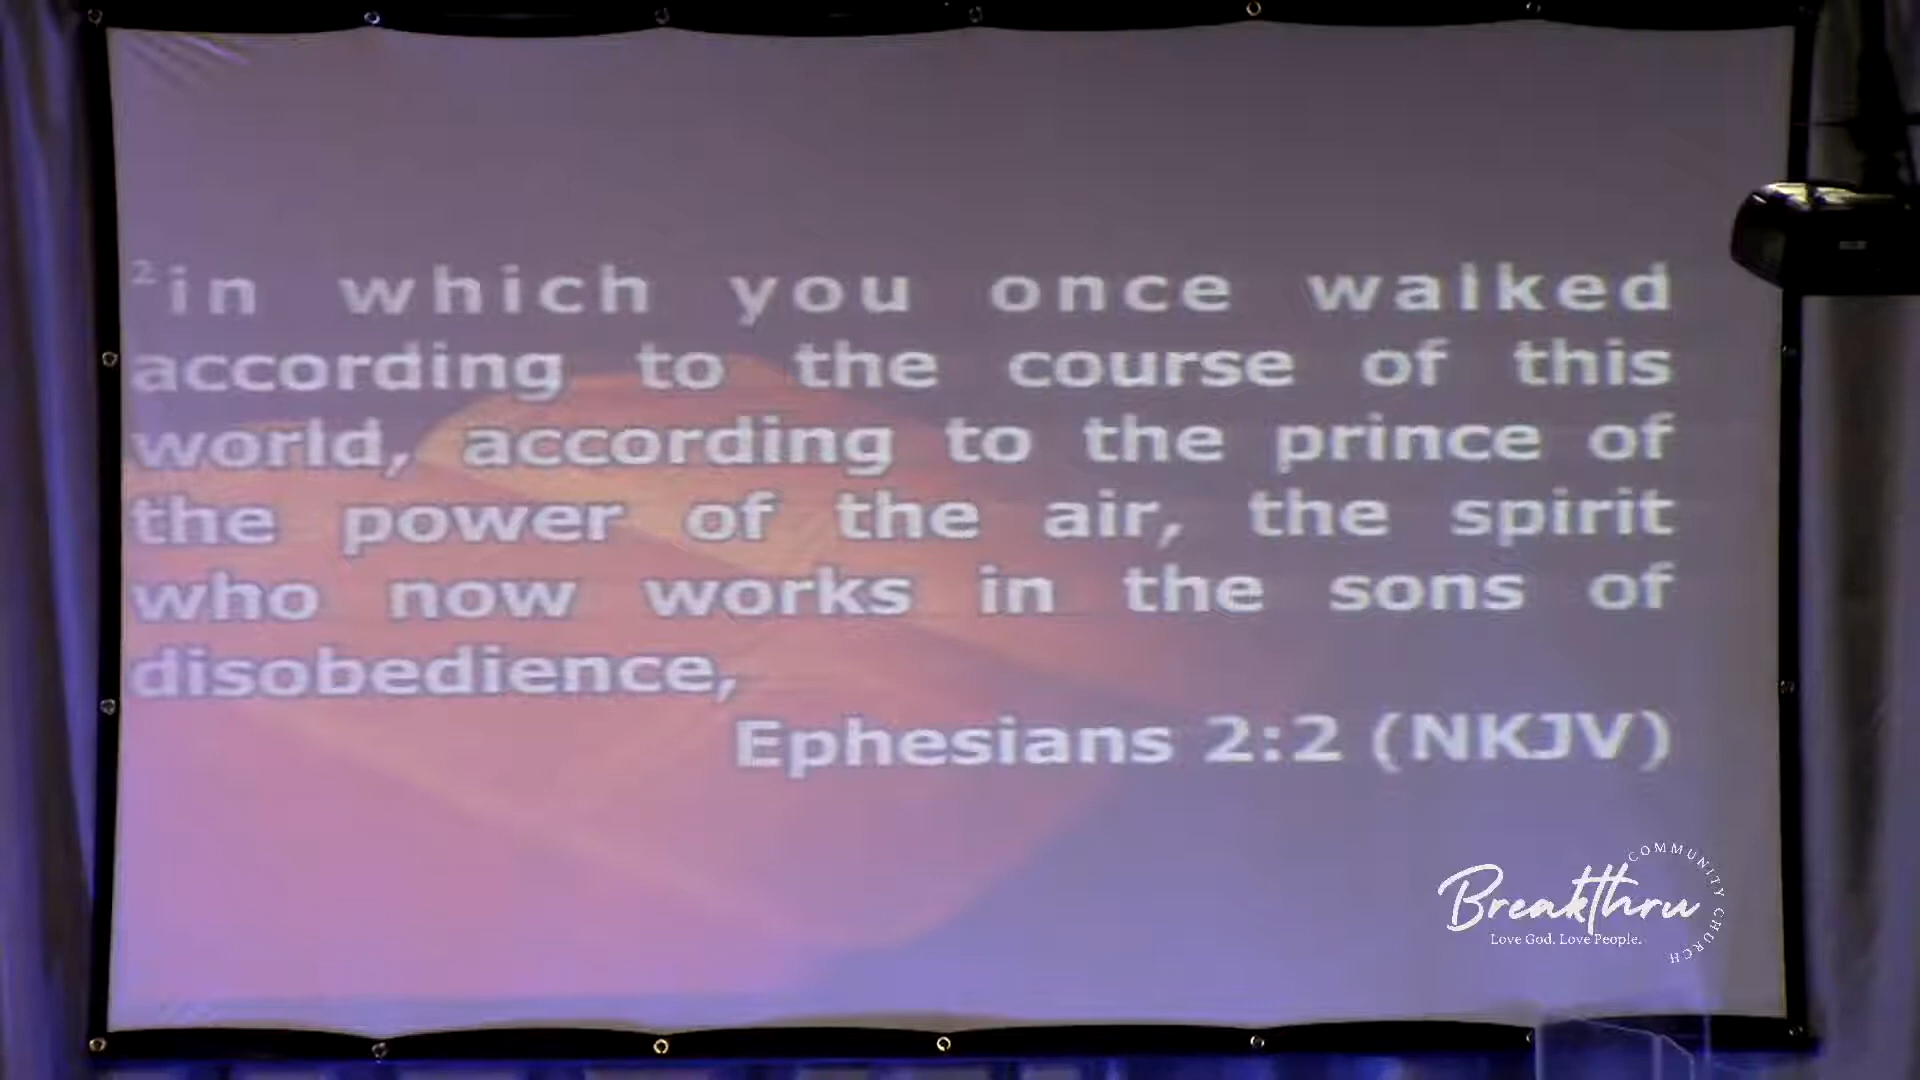 ²in which you once walked
according to the course of this
world, according to the prince of
the power of the air, the spirit
who now works in the sons of
disobedience,
Ephesians 2:2 (NKJV)
Breakthru
COMMUNITY CHURCH
Love God. Love People.